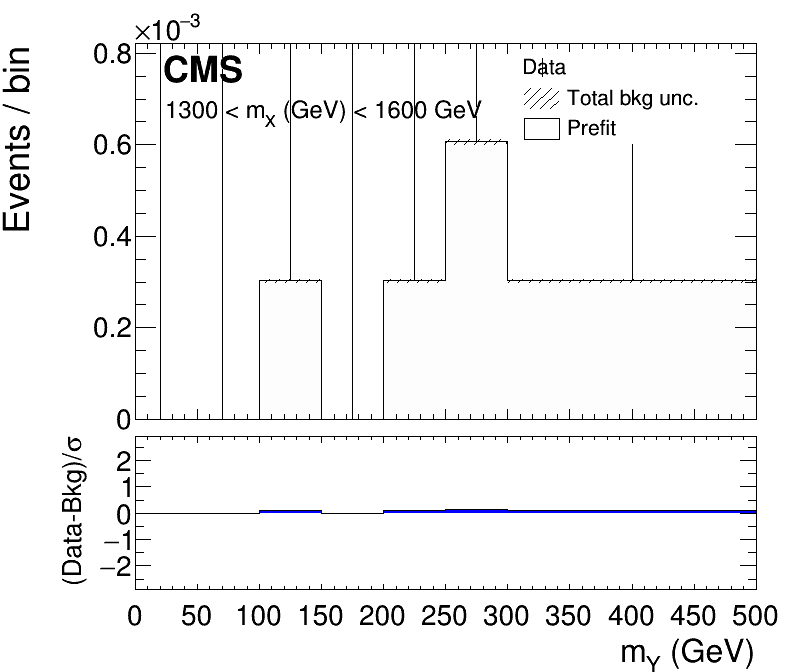 ×10−3
CMS
1300 < mX (GeV) < 1600 GeV
Data
Total bkg unc.
Prefit
Events / bin
0.8
0.6
0.4
0.2
0
(Data-Bkg)/σ
2
1
0
−1
−2
0 50 100 150 200 250 300 350 400 450 500
mY (GeV)